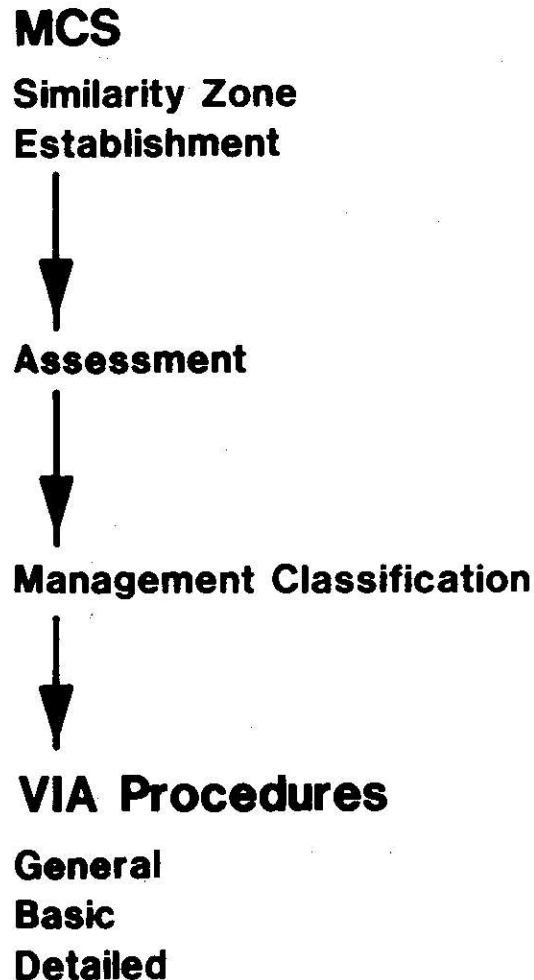 MCS
Similarity Zone
Establishment
Assessment
Management Classification
VIA Procedures
General
Basic
Detailed